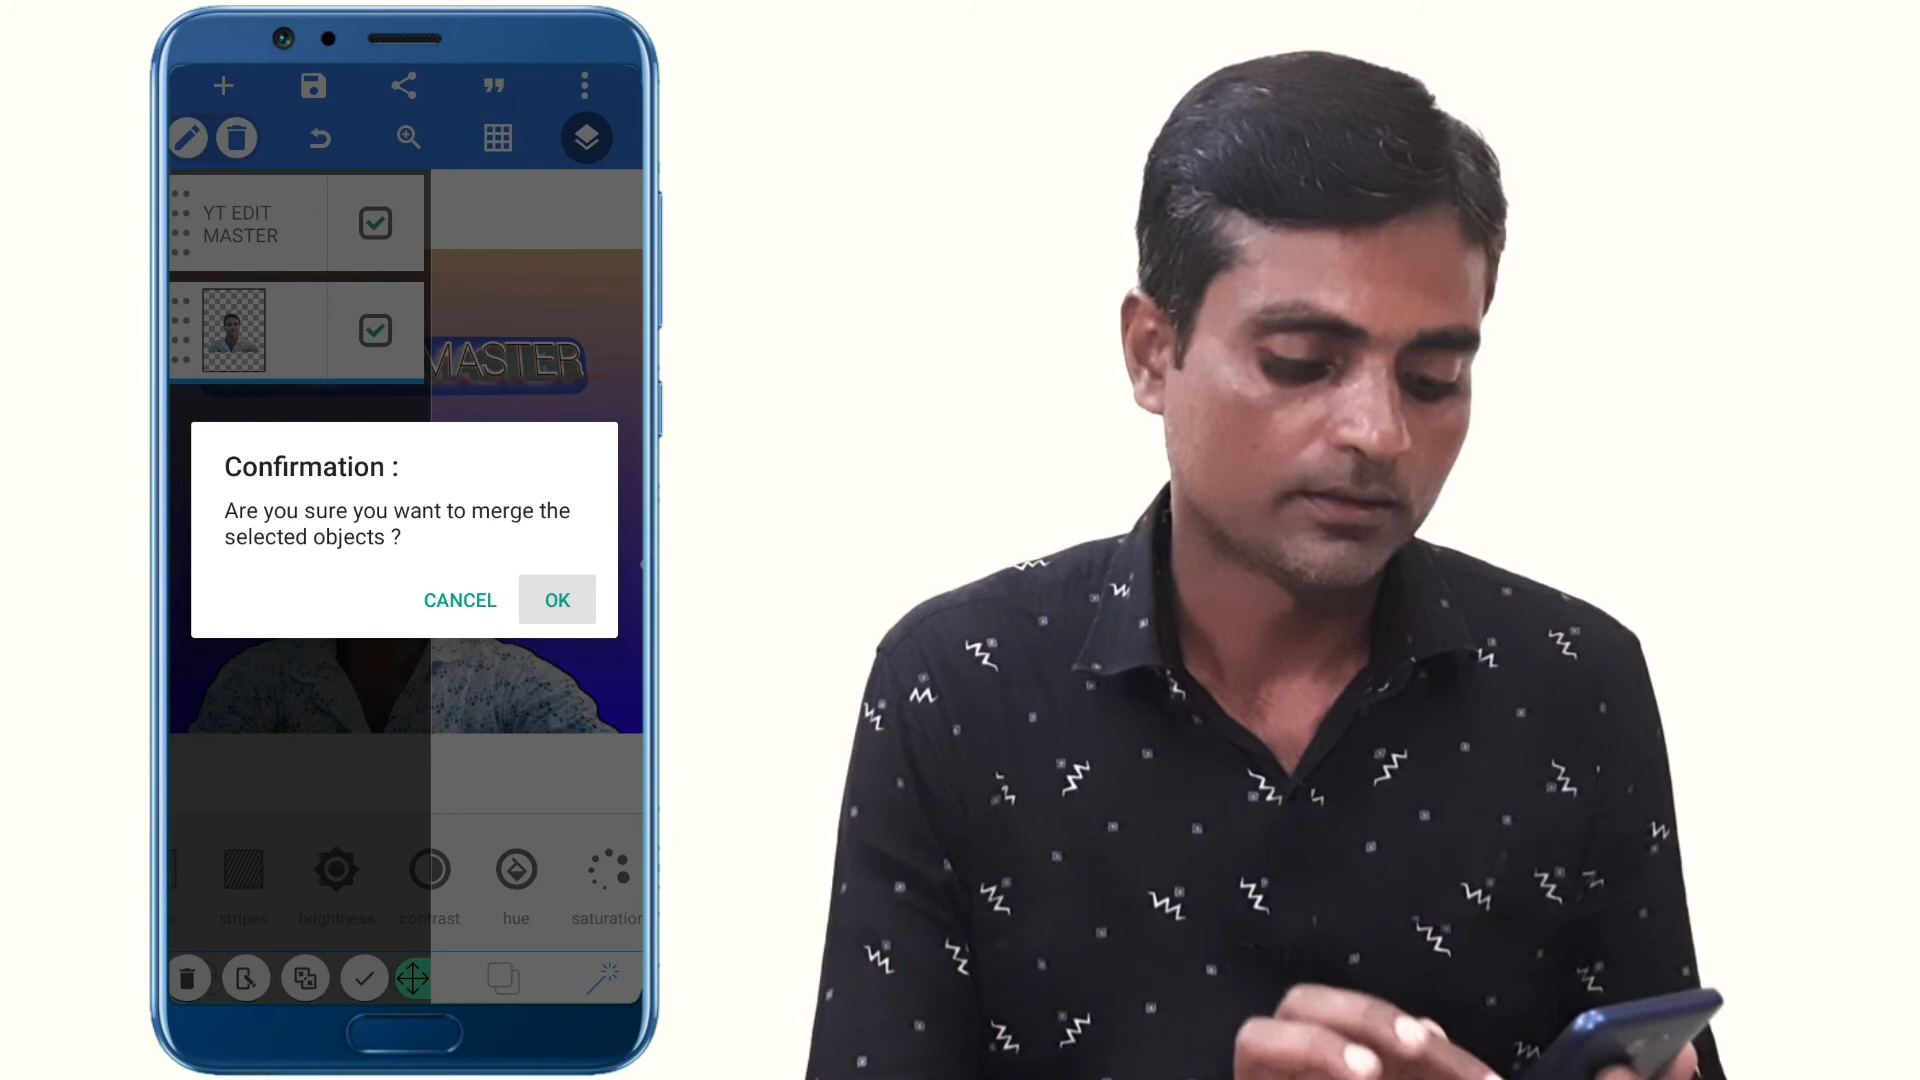 YT EDIT
MASTER
MASTER
Confirmation :
Are you sure you want to merge the
selected objects ?
CANCEL
OK
e
stripes
brightness
contrast
hue
saturation